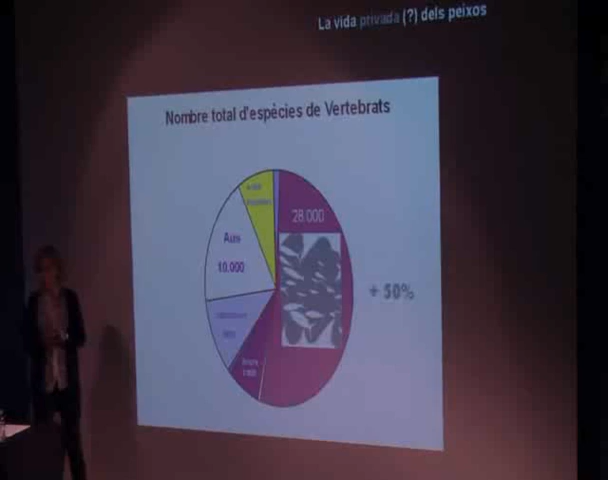 La vida privada (?) dels peixos
Nombre total d'espècies de Vertebrats
28.000
Aus
10.000
+ 50%